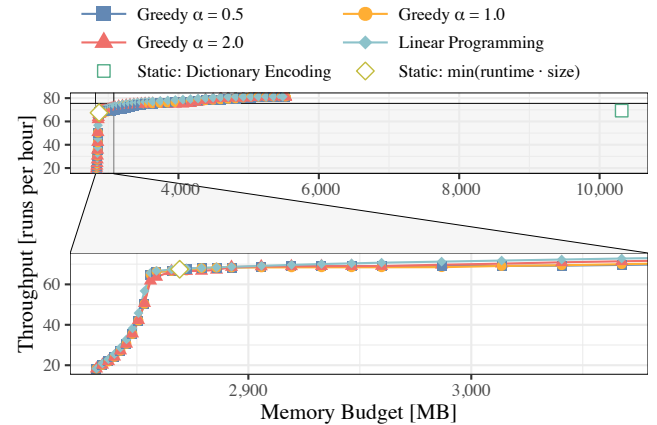 Greedy α = 0.5
Greedy α = 1.0
Greedy α = 2.0
Linear Programming
Static: Dictionary Encoding
Static: min(runtime · size)
Throughput [runs per hour]
80
60
40
20
4,000
6,000
8,000
10,000
60
40
20
2,900
3,000
Memory Budget [MB]